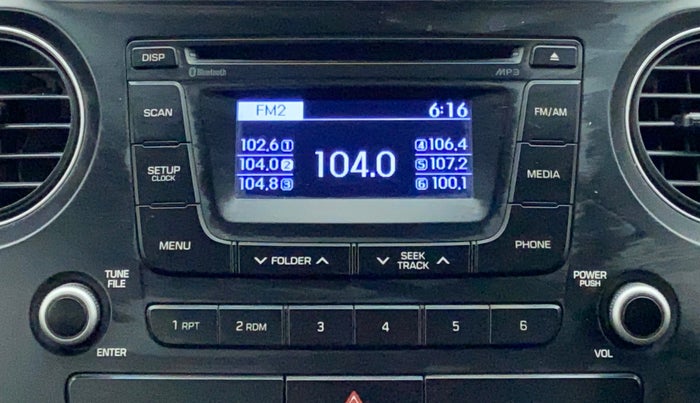 DISP
Bluetooth
MP3
SCAN
FM2
6:16
FM/AM
102.6 1
4 106.4
SETUP
CLOCK
104.0 2
104.0
5 107.2
MEDIA
104.8 3
6 100.1
MENU
FOLDER
SEEK
TRACK
PHONE
TUNE
FILE
POWER
PUSH
1 RPT
2 RDM
3
4
5
6
ENTER
VOL